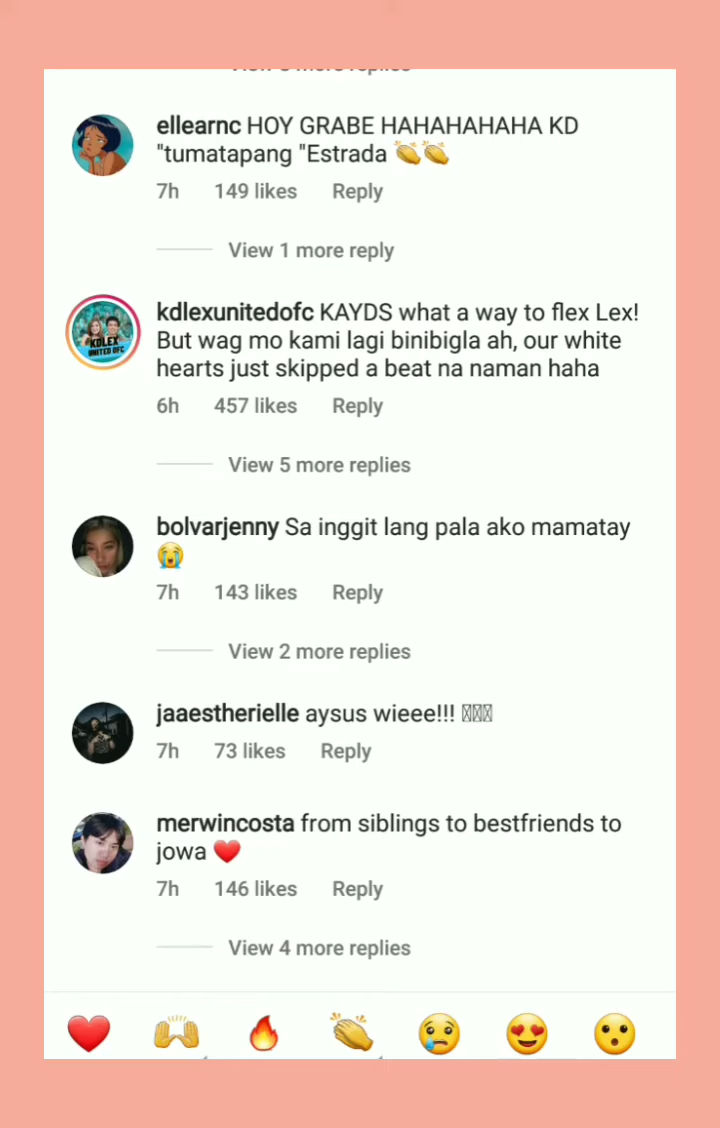 ellearnc HOY GRABE HAHAHAHAHA KD
"tumatapang "Estrada 👏👏
7h 149 likes Reply
View 1 more reply
kdlexunitedofc KAYDS what a way to flex Lex!
But wag mo kami lagi binibigla ah, our white
hearts just skipped a beat na naman haha
6h 457 likes Reply
View 5 more replies
KDLEX
UNITED OFC
bolvarjenny Sa inggit lang pala ako mamatay
😭
7h 143 likes Reply
View 2 more replies
jaaestherielle aysus wieee!!!
7h 73 likes Reply
merwincosta from siblings to bestfriends to
jowa ❤️
7h 146 likes Reply
View 4 more replies